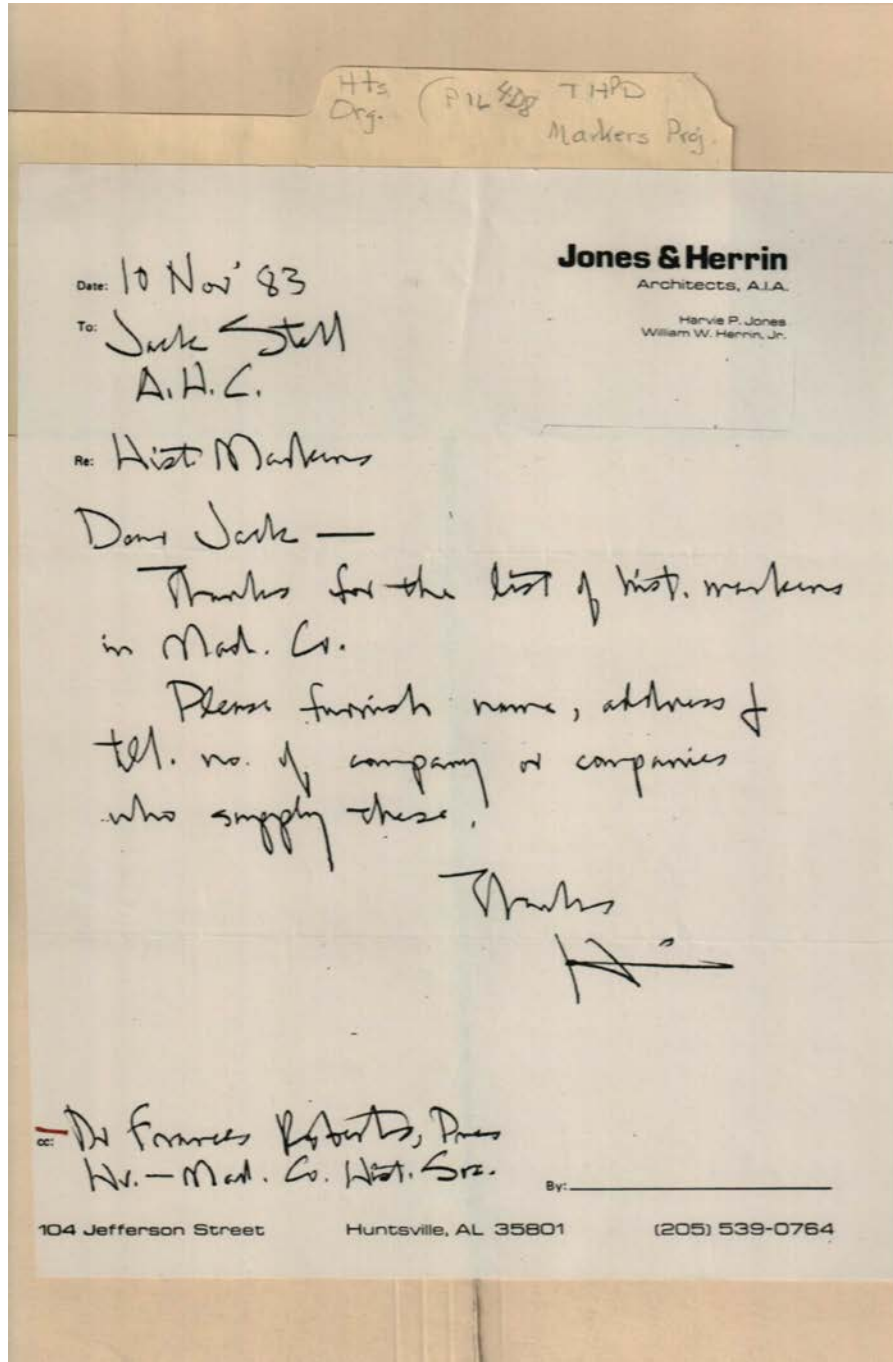 Hts. THPD
Org. Markers Proj.
Jones & Herrin
Architects, A.I.A.
Harvie P. Jones
William W. Herrin, Jr.
Date: 10 Nov' 83
To: Jack Stell
A.H.C.
Re: Hist Markers
Dear Jack —
Thanks for the list of hist. markers
in Mad. Co.
Please furnish name, address &
tel. no. of company or companies
who supply these.
Thanks
cc: Dr Frances Roberts, Pres
Hv. – Mad. Co. Hist. Soc.
By:
104 Jefferson Street Huntsville, AL 35801 (205) 539-0764